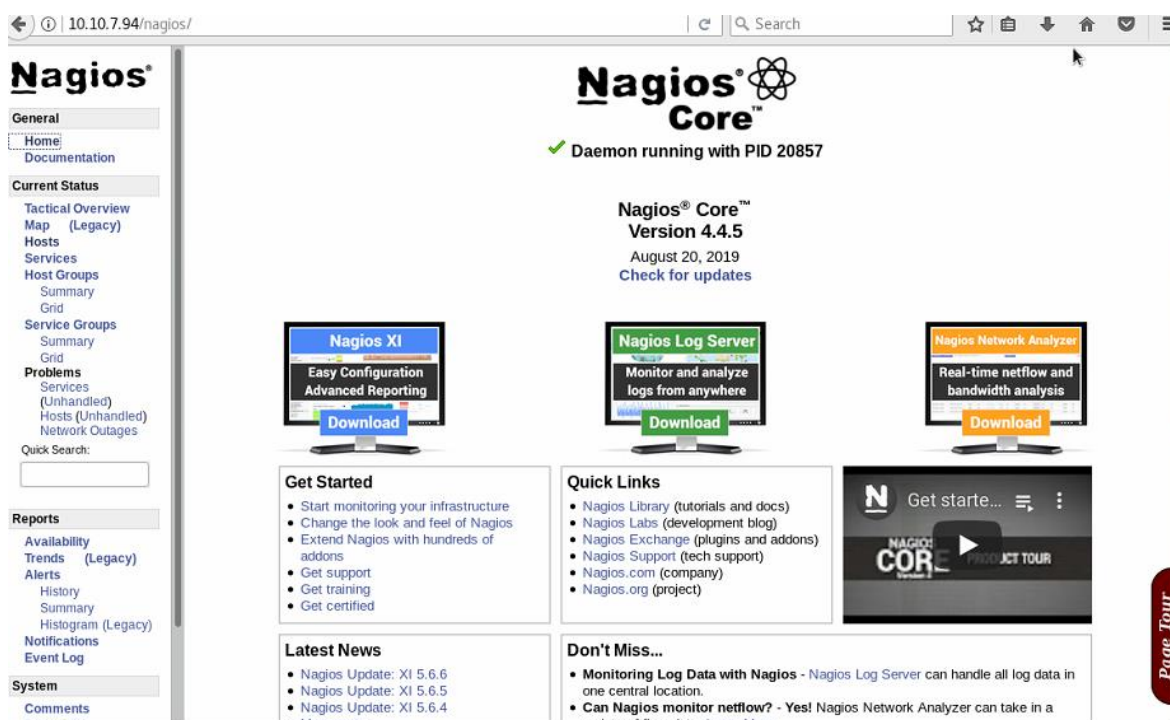 10.10.7.94/nagios/
Search
Nagios®
General
Home
Documentation
Current Status
Tactical Overview
Map (Legacy)
Hosts
Services
Host Groups
Summary
Grid
Service Groups
Summary
Grid
Problems
Services
(Unhandled)
Hosts (Unhandled)
Network Outages
Quick Search:
Reports
Availability
Trends (Legacy)
Alerts
History
Summary
Histogram (Legacy)
Notifications
Event Log
System
Comments
Nagios®
Core™
Daemon running with PID 20857
Nagios® Core™
Version 4.4.5
August 20, 2019
Check for updates
Nagios XI
Easy Configuration
Advanced Reporting
Download
Nagios Log Server
Monitor and analyze
logs from anywhere
Download
Nagios Network Analyzer
Real-time netflow and
bandwidth analysis
Download
Get Started
• Start monitoring your infrastructure
• Change the look and feel of Nagios
• Extend Nagios with hundreds of
addons
• Get support
• Get training
• Get certified
Quick Links
• Nagios Library (tutorials and docs)
• Nagios Labs (development blog)
• Nagios Exchange (plugins and addons)
• Nagios Support (tech support)
• Nagios.com (company)
• Nagios.org (project)
N Get starte...
NAGIOS
CORE PRODUCT TOUR
Page Tour
Latest News
• Nagios Update: XI 5.6.6
• Nagios Update: XI 5.6.5
• Nagios Update: XI 5.6.4
Don't Miss...
• Monitoring Log Data with Nagios - Nagios Log Server can handle all log data in
one central location.
• Can Nagios monitor netflow? - Yes! Nagios Network Analyzer can take in a